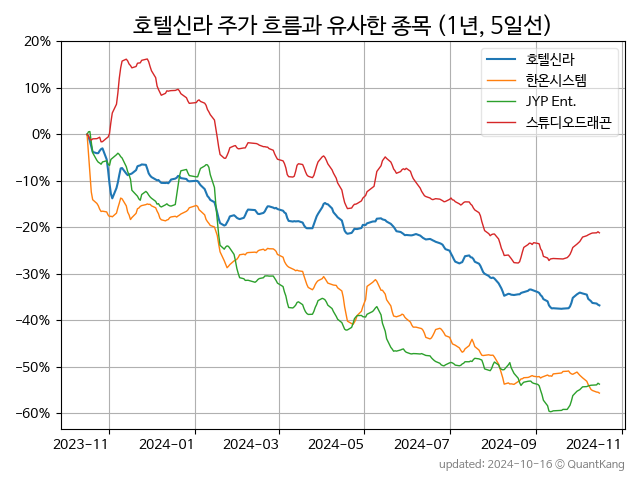 호텔신라 주가 흐름과 유사한 종목 (1년, 5일선)
20%
10%
0%
−10%
−20%
−30%
−40%
−50%
−60%
호텔신라
한온시스템
JYP Ent.
스튜디오드래곤
2023-11 2024-01 2024-03 2024-05 2024-07 2024-09 2024-11
updated: 2024-10-16 © QuantKang